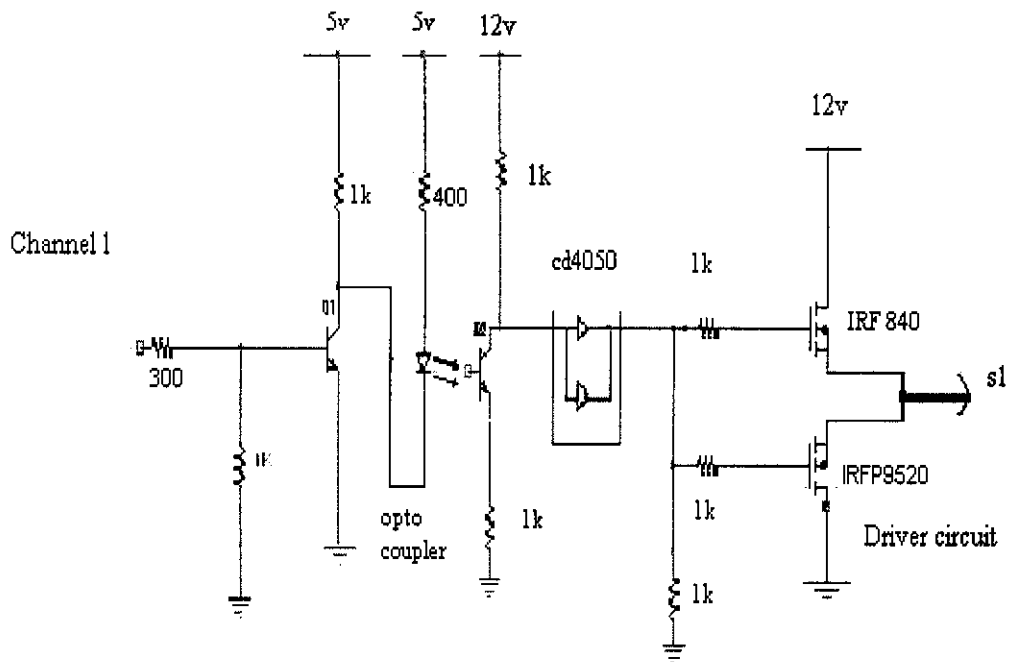 5v
5v
12v
12v
1k
400
1k
Channel 1
Q1
cd4050
1k
IRF 840
300
s1
1K
opto
coupler
1k
1k
IRFP9520
Driver circuit
1k